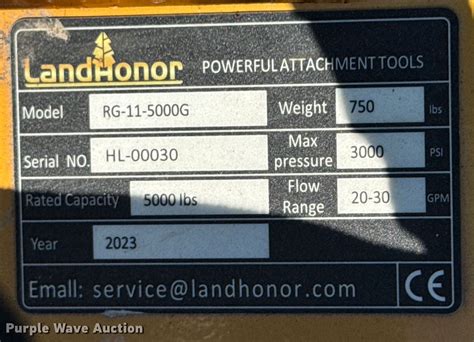 LANDHONOR POWERFUL ATTACHMENT TOOLS
Model RG-11-5000G Weight 750 lbs
Serial NO. HL-00030 Max pressure 3000 PSI
Rated Capacity 5000 lbs Flow Range 20-30 GPM
Year 2023
Emall: service@landhonor.com CE
Purple Wave Auction